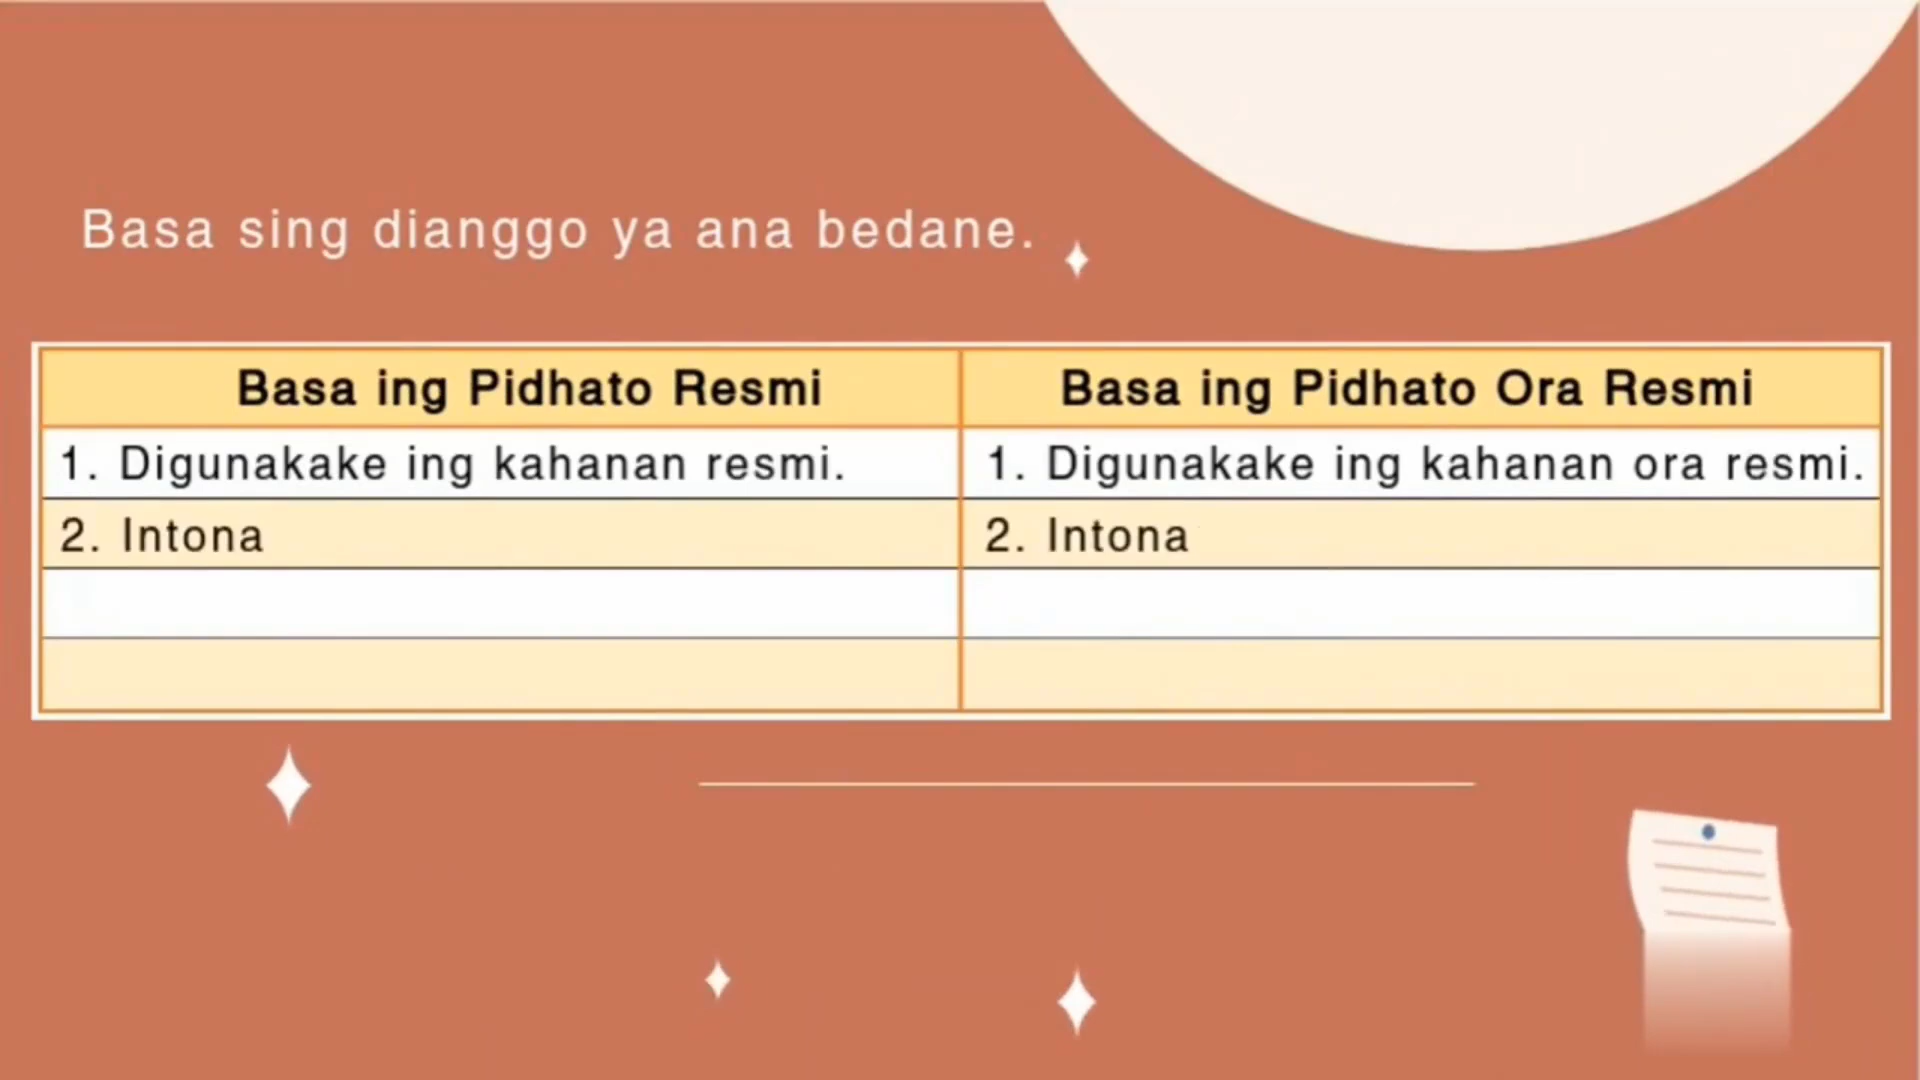 Basa sing dianggo ya ana bedane.
Basa ing Pidhato Resmi
Basa ing Pidhato Ora Resmi
1. Digunakake ing kahanan resmi.
1. Digunakake ing kahanan ora resmi.
2. Intona
2. Intona